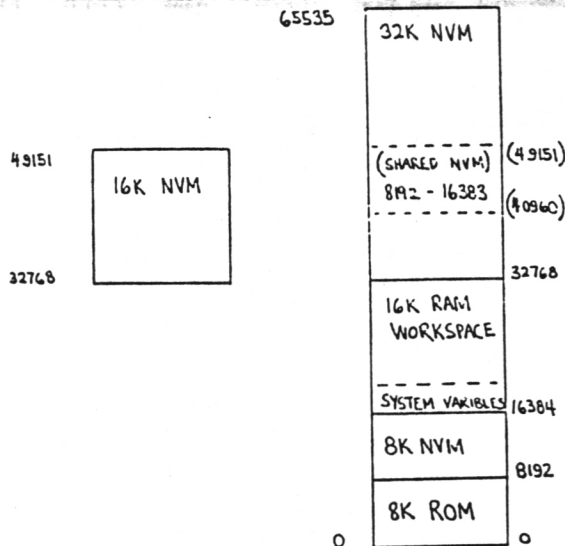 65535
32K NVM
49151
(SHARED NVM)
(49151)
16K NVM
8192 - 16383
(40960)
32768
32768
16K RAM
WORKSPACE
SYSTEM VARIBLES
16384
8K NVM
8192
8K ROM
0
0